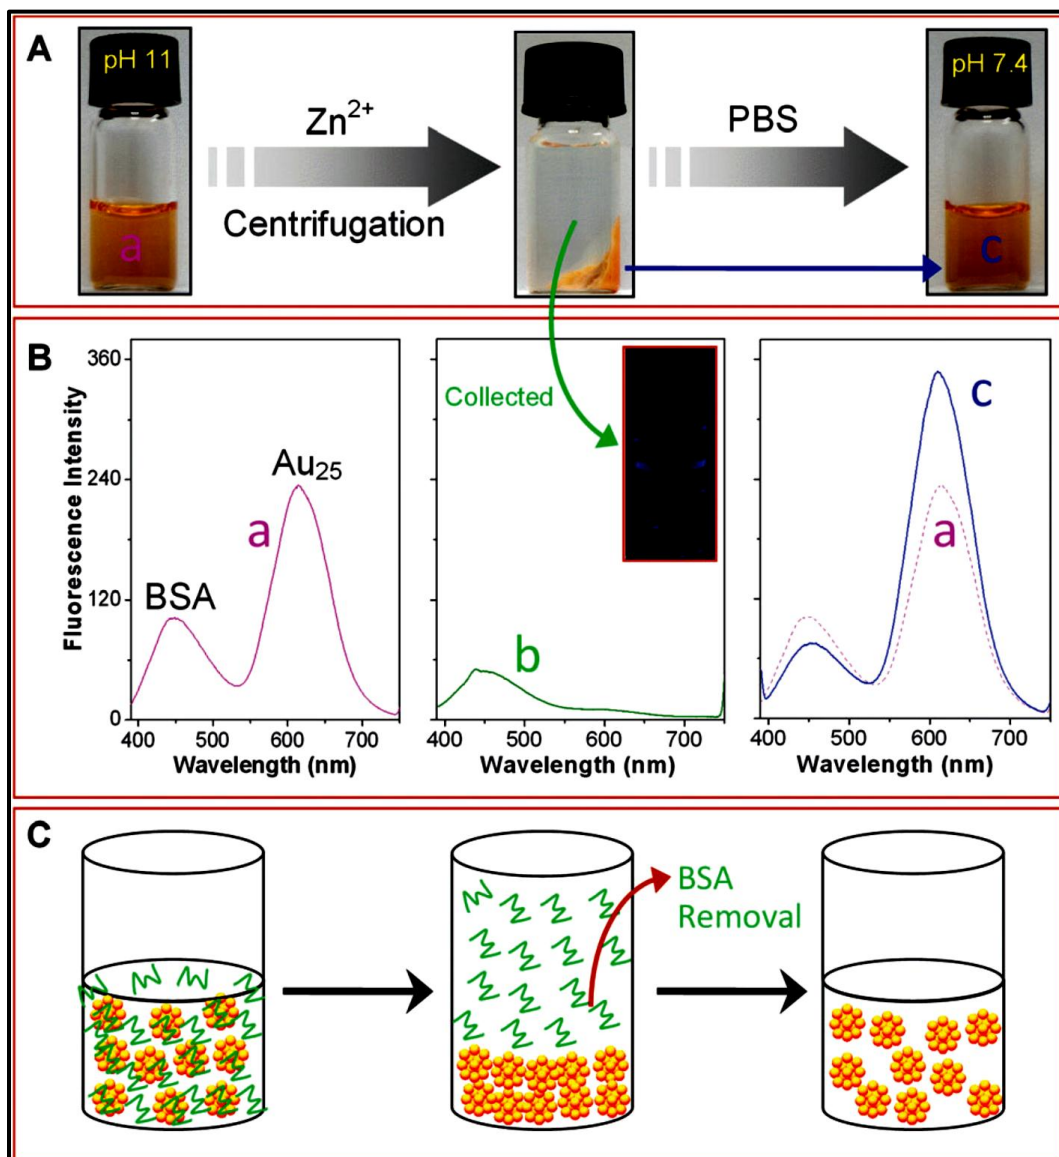 A
pH 11
Zn²⁺
Centrifugation
PBS
pH 7.4
a
c
B
Fluorescence Intensity
360
240
120
0
BSA
a
Au₂₅
400 500 600 700
Wavelength (nm)
Collected
b
400 500 600 700
Wavelength (nm)
c
a
400 500 600 700
Wavelength (nm)
C
BSA
Removal